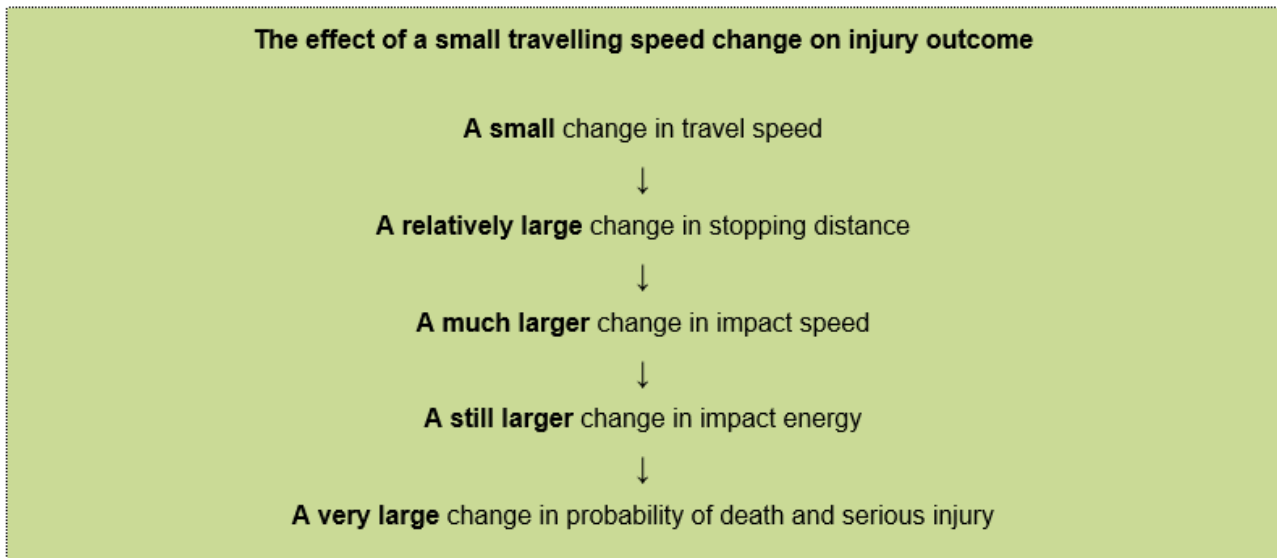 The effect of a small travelling speed change on injury outcome
A small change in travel speed
↓
A relatively large change in stopping distance
↓
A much larger change in impact speed
↓
A still larger change in impact energy
↓
A very large change in probability of death and serious injury